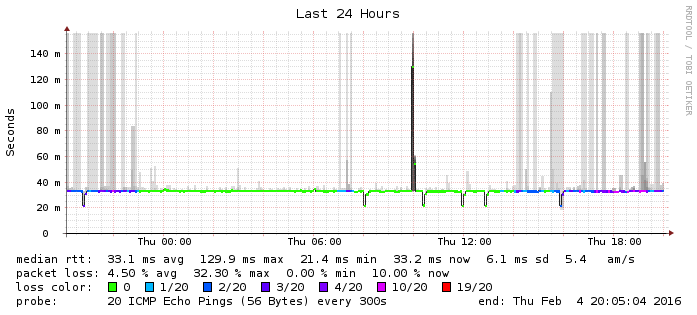 Last 24 Hours
RRDTOOL / TOBI OETIKER
Seconds
140 m
120 m
100 m
80 m
60 m
40 m
20 m
0
Thu 00:00 Thu 06:00 Thu 12:00 Thu 18:00
median rtt: 33.1 ms avg 129.9 ms max 21.4 ms min 33.2 ms now 6.1 ms sd 5.4 am/s
packet loss: 4.50 % avg 32.30 % max 0.00 % min 10.00 % now
loss color: 0 1/20 2/20 3/20 4/20 10/20 19/20
probe: 20 ICMP Echo Pings (56 Bytes) every 300s end: Thu Feb 4 20:05:04 2016